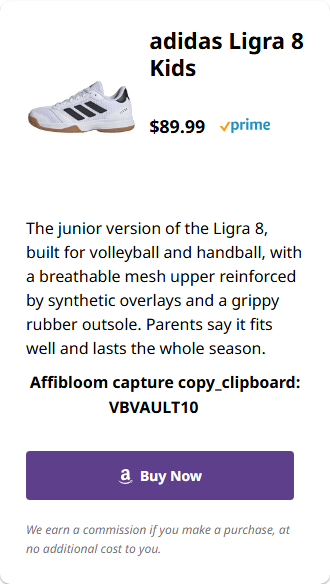 adidas Ligra 8
Kids
$89.99 prime
The junior version of the Ligra 8,
built for volleyball and handball, with
a breathable mesh upper reinforced
by synthetic overlays and a grippy
rubber outsole. Parents say it fits
well and lasts the whole season.
Affibloom capture copy_clipboard:
VBVAULT10
Buy Now
We earn a commission if you make a purchase, at
no additional cost to you.